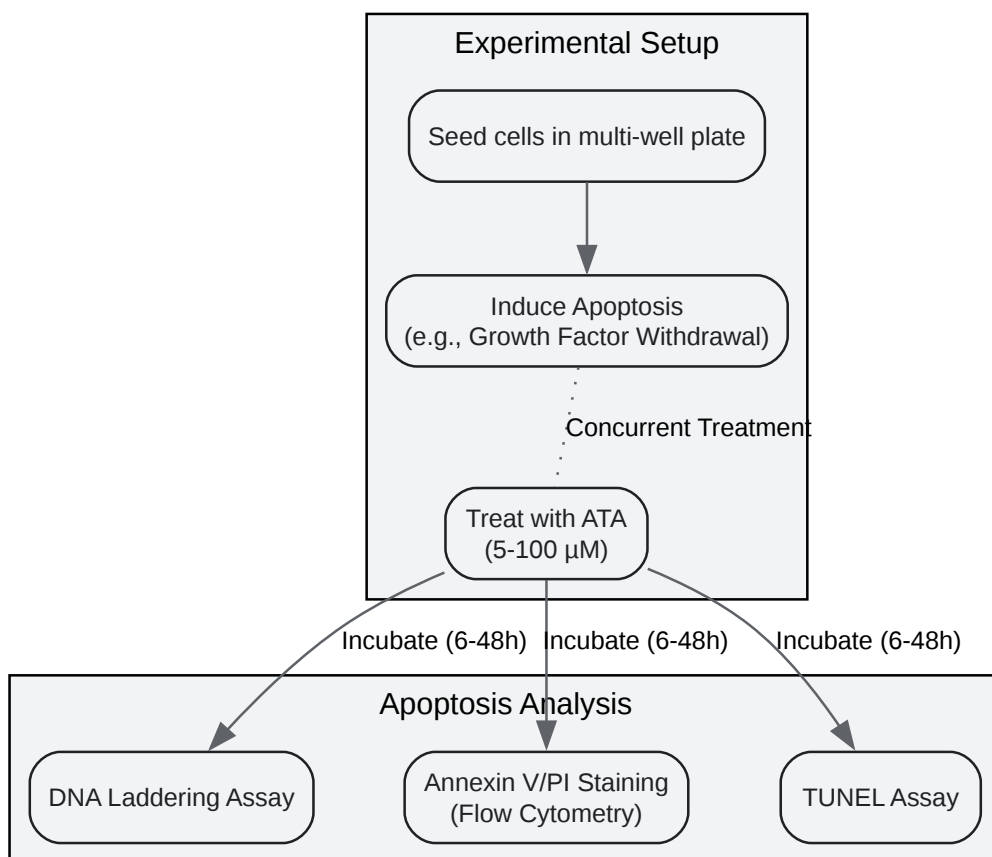 Experimental Setup
Seed cells in multi-well plate
Induce Apoptosis
(e.g., Growth Factor Withdrawal)
Concurrent Treatment
Treat with ATA
(5-100 µM)
Incubate (6-48h)
Incubate (6-48h)
Incubate (6-48h)
Apoptosis Analysis
DNA Laddering Assay
Annexin V/PI Staining
(Flow Cytometry)
TUNEL Assay